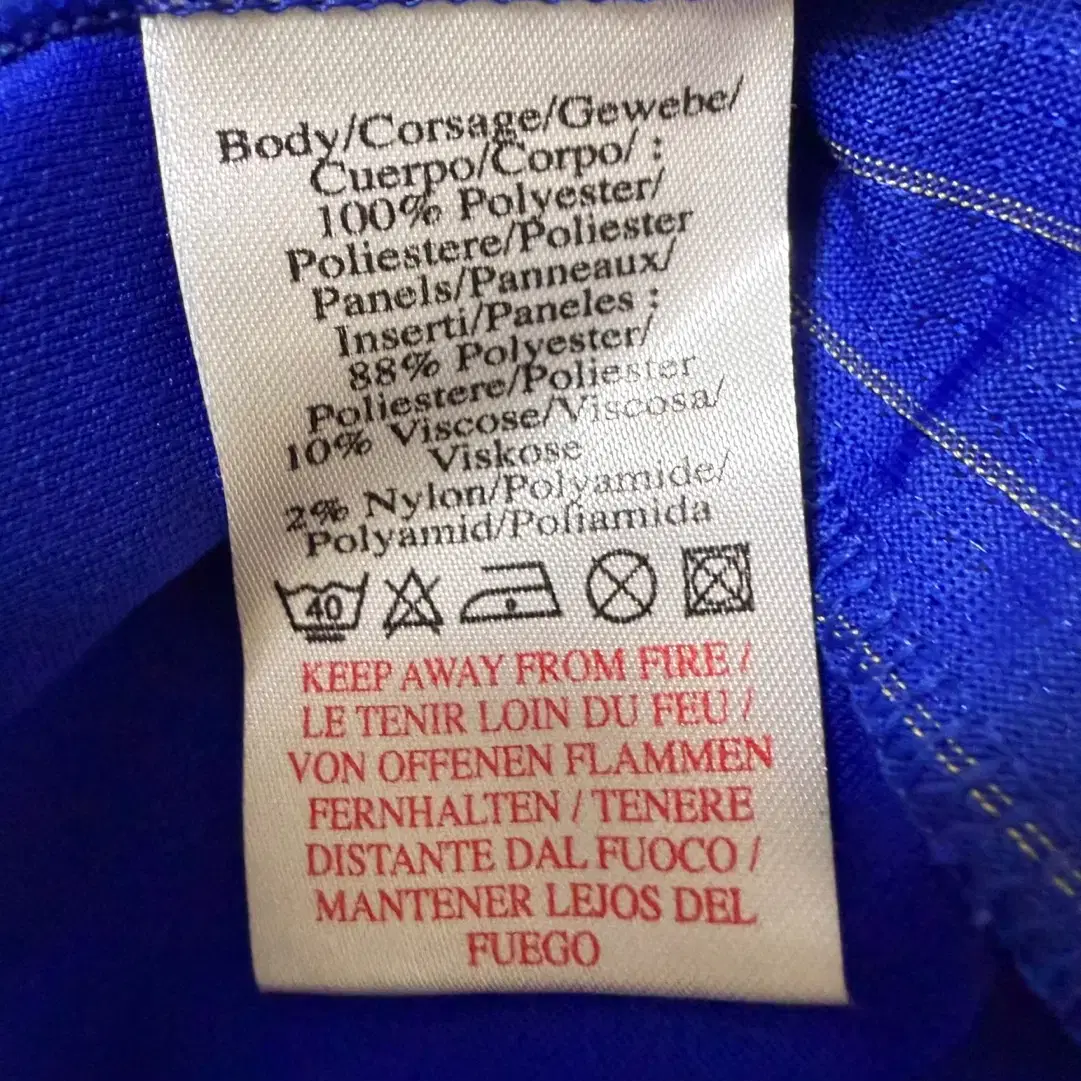 Body/Corsage/Gewebe/
Cuerpo/Corpo/ :
100% Polyester/
Poliestere/Poliester
Panels/Panneaux/
Inserti/Paneles :
88% Polyester/
Poliestere/Poliester
10% Viscose/Viscosa/
Viskose
2% Nylon/Polyamide/
Polyamid/Poliamida
40
KEEP AWAY FROM FIRE /
LE TENIR LOIN DU FEU /
VON OFFENEN FLAMMEN
FERNHALTEN / TENERE
DISTANTE DAL FUOCO /
MANTENER LEJOS DEL
FUEGO